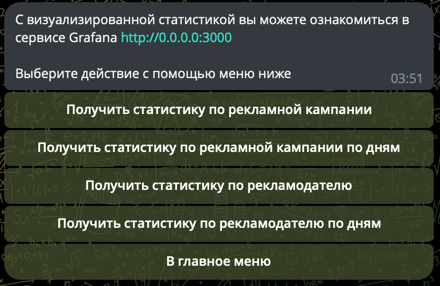 С визуализированной статистикой вы можете ознакомиться в
сервисе Grafana http://0.0.0.0:3000
Выберите действие с помощью меню ниже
03:51
Получить статистику по рекламной кампании
Получить статистику по рекламной кампании по дням
Получить статистику по рекламодателю
Получить статистику по рекламодателю по дням
В главное меню